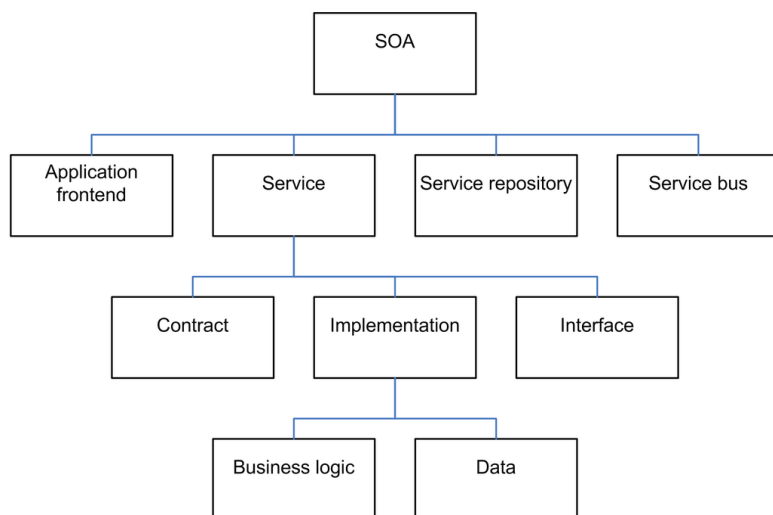 SOA
Application
frontend
Service
Service repository
Service bus
Contract
Implementation
Interface
Business logic
Data